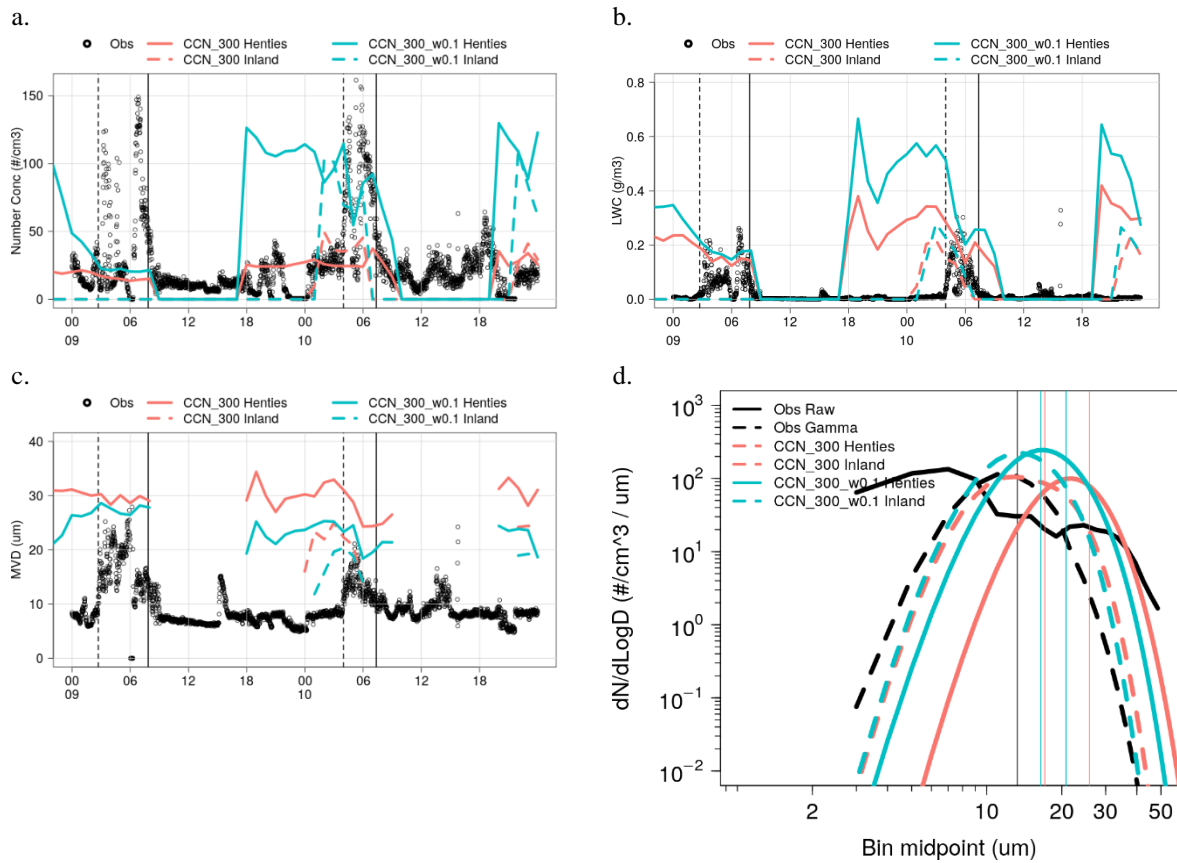 a.
Obs CCN_300 Henties CCN_300_w0.1 Henties
CCN_300 Inland CCN_300_w0.1 Inland
Number Conc (#/cm3)
150
100
50
0
00 06 12 18 00 06 12 18
09 10
b.
Obs CCN_300 Henties CCN_300_w0.1 Henties
CCN_300 Inland CCN_300_w0.1 Inland
LWC (g/m3)
0.8
0.6
0.4
0.2
0.0
00 06 12 18 00 06 12 18
09 10
c.
Obs CCN_300 Henties CCN_300_w0.1 Henties
CCN_300 Inland CCN_300_w0.1 Inland
MVD (um)
40
30
20
10
0
00 06 12 18 00 06 12 18
09 10
d.
Obs Raw
Obs Gamma
CCN_300 Henties
CCN_300 Inland
CCN_300_w0.1 Henties
CCN_300_w0.1 Inland
dN/dLogD (#/cm^3 / um)
10³
10²
10¹
10⁰
10⁻¹
10⁻²
2 10 20 30 50
Bin midpoint (um)